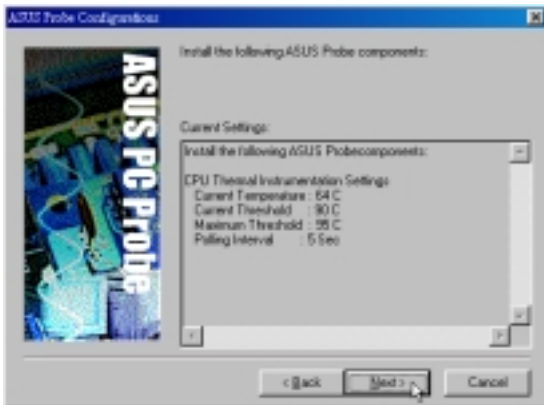 ASUS Probe Configurations
ASUS PC Probe
Install the following ASUS Probe components:
Current Settings:
Install the following ASUS Probecomponents:
CPU Thermal Instrumentation Settings
Current Temperature : 64 C
Current Threshold : 90 C
Maximum Threshold : 95 C
Polling Interval : 5 Sec
< Back
Next >
Cancel